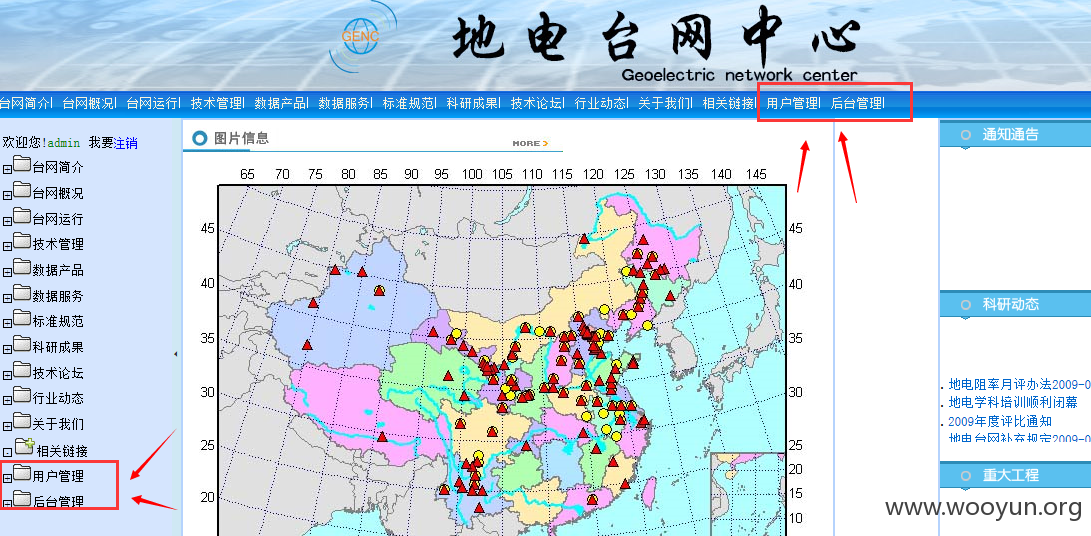 GENC
地电台网中心
Geoelectric network center
台网简介| 台网概况| 台网运行| 技术管理| 数据产品| 数据服务| 标准规范| 科研成果| 技术论坛| 行业动态| 关于我们| 相关链接| 用户管理| 后台管理|
欢迎您!admin 我要注销
台网简介
台网概况
台网运行
技术管理
数据产品
数据服务
标准规范
科研成果
技术论坛
行业动态
关于我们
相关链接
用户管理
后台管理
图片信息
MORE
65 70 75 80 85 90 95 100 105 110 115 120 125 130 135 140 145
45 45
40 40
35 35
30 30
25 25
20 20
15
10
通知通告
科研动态
. 地电阻率月评办法2009-0
. 地电学科培训顺利闭幕
. 2009年度评比通知
. 地电台网补充规定2009-0
重大工程
www.wooyun.org